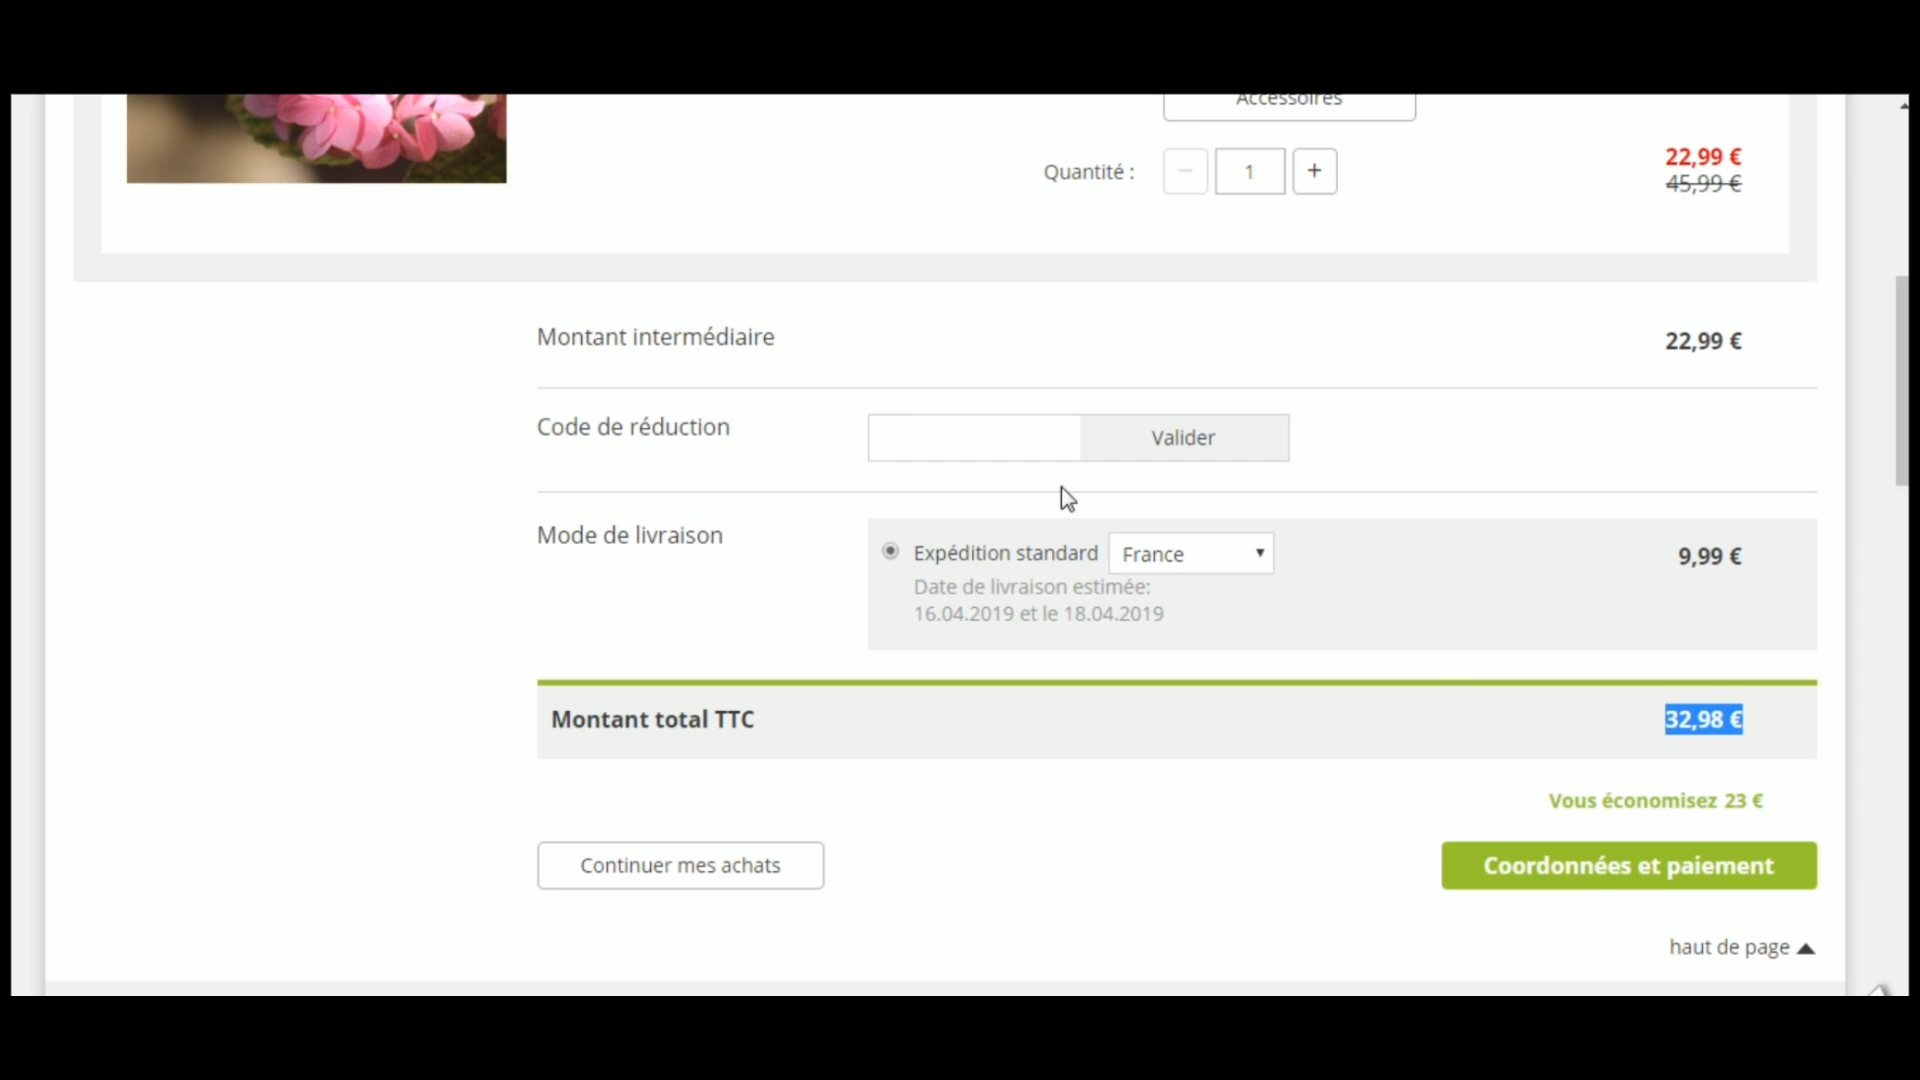 Accessoires
Quantité :
−
1
+
22,99 €
45,99 €
Montant intermédiaire
22,99 €
Code de réduction
Valider
Mode de livraison
Expédition standard
France
9,99 €
Date de livraison estimée:
16.04.2019 et le 18.04.2019
Montant total TTC
32,98 €
Vous économisez 23 €
Continuer mes achats
Coordonnées et paiement
haut de page